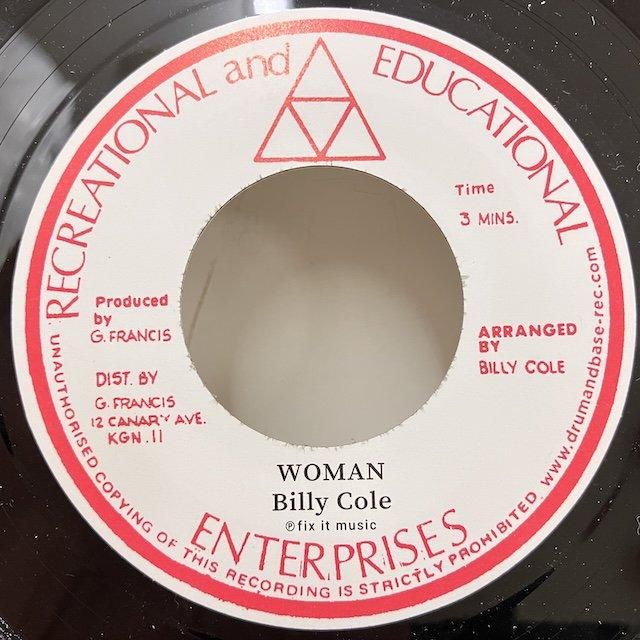 RECREATIONAL and EDUCATIONAL
Time
3 MINS.
Produced
by
G. FRANCIS
DIST. BY
G. FRANCIS
12 CANARY AVE.
KGN. 11
ARRANGED
BY
BILLY COLE
WOMAN
Billy Cole
℗ fix it music
ENTERPRISES
UNAUTHORISED COPYING OF THIS RECORDING IS STRICTLY PROHIBITED www.drumandbase-rec.com